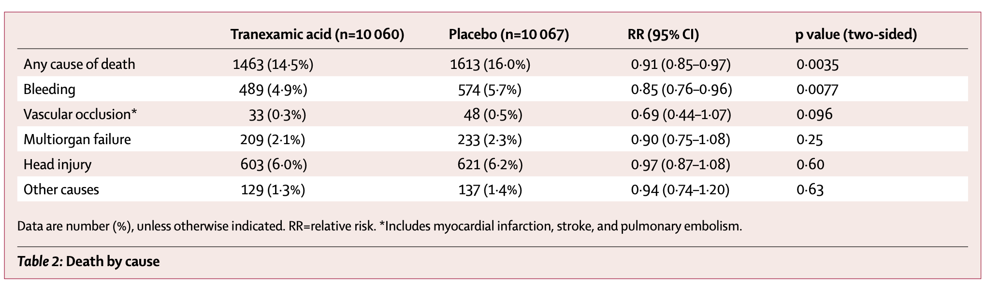 Tranexamic acid (n=10 060) Placebo (n=10 067) RR (95% CI) p value (two-sided)
Any cause of death 1463 (14·5%) 1613 (16·0%) 0·91 (0·85–0·97) 0·0035
Bleeding 489 (4·9%) 574 (5·7%) 0·85 (0·76–0·96) 0·0077
Vascular occlusion* 33 (0·3%) 48 (0·5%) 0·69 (0·44–1·07) 0·096
Multiorgan failure 209 (2·1%) 233 (2·3%) 0·90 (0·75–1·08) 0·25
Head injury 603 (6·0%) 621 (6·2%) 0·97 (0·87–1·08) 0·60
Other causes 129 (1·3%) 137 (1·4%) 0·94 (0·74–1·20) 0·63
Data are number (%), unless otherwise indicated. RR=relative risk. *Includes myocardial infarction, stroke, and pulmonary embolism.
Table 2: Death by cause